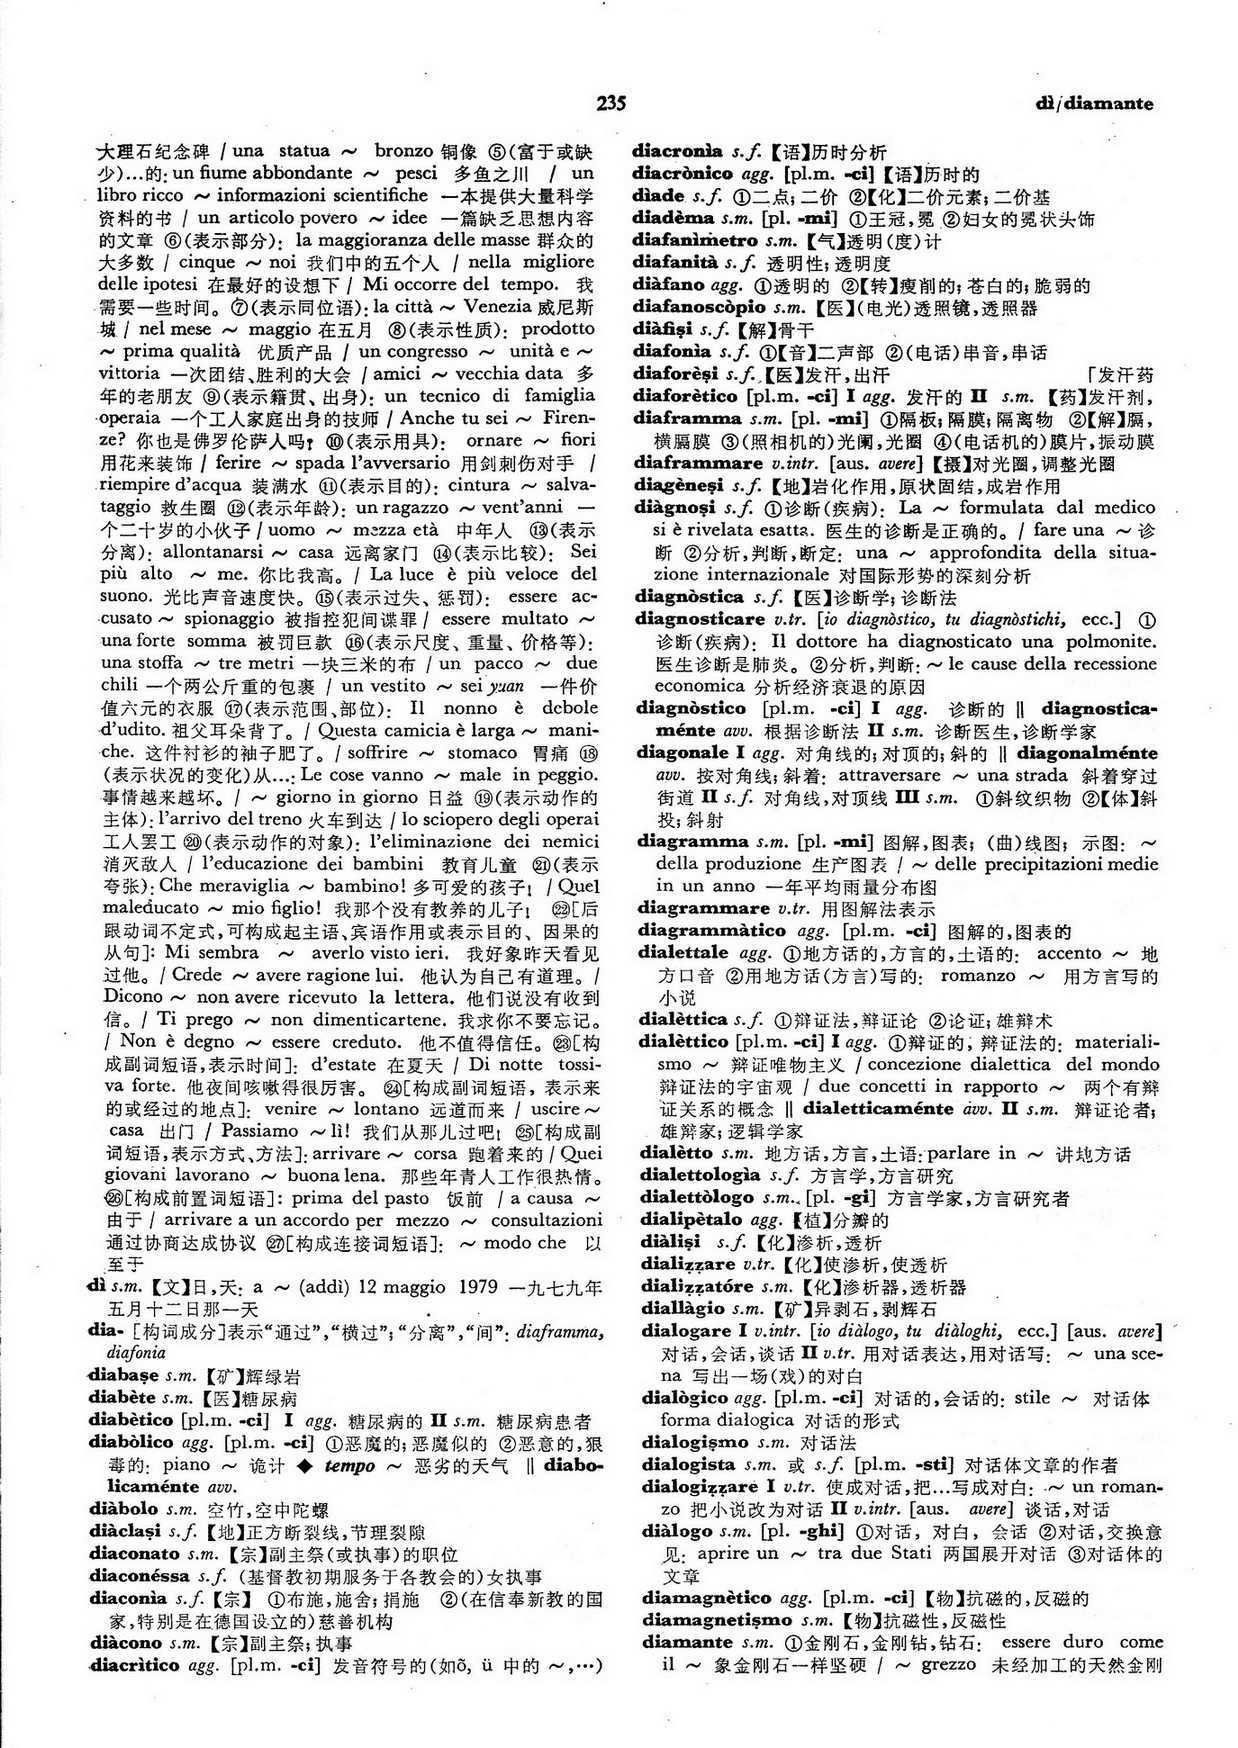 235
dì/diamante
大理石纪念碑 / una statua ~ bronzo 铜像 ⑤(富于或缺
少)…的: un fiume abbondante ~ pesci 多鱼之川 / un
libro ricco ~ informazioni scientifiche 一本提供大量科学
资料的书 / un articolo povero ~ idee 一篇缺乏思想内容
的文章 ⑥(表示部分): la maggioranza delle masse 群众的
大多数 / cinque ~ noi 我们中的五个人 / nella migliore
delle ipotesi 在最好的设想下 / Mi occorre del tempo. 我
需要一些时间。⑦(表示同位语): la città ~ Venezia 威尼斯
城 / nel mese ~ maggio 在五月 ⑧(表示性质): prodotto
~ prima qualità 优质产品 / un congresso ~ unità e ~
vittoria 一次团结、胜利的大会 / amici ~ vecchia data 多
年的老朋友 ⑨(表示籍贯、出身): un tecnico di famiglia
operaia 一个工人家庭出身的技师 / Anche tu sei ~ Firen-
ze? 你也是佛罗伦萨人吗? ⑩(表示用具): ornare ~ fiori
用花来装饰 / ferire ~ spada l'avversario 用剑刺伤对手 /
riempire d'acqua 装满水 ⑪(表示目的): cintura ~ salva-
taggio 救生圈 ⑫(表示年龄): un ragazzo ~ vent'anni 一
个二十岁的小伙子 / uomo ~ mezza età 中年人 ⑬(表示
分离): allontanarsi ~ casa 远离家门 ⑭(表示比较): Sei
più alto ~ me. 你比我高。/ La luce è più veloce del
suono. 光比声音速度快。⑮(表示过失、惩罚): essere ac-
cusato ~ spionaggio 被指控犯间谍罪 / essere multato ~
una forte somma 被罚巨款 ⑯(表示尺度、重量、价格等):
una stoffa ~ tre metri 一块三米的布 / un pacco ~ due
chili 一个两公斤重的包裹 / un vestito ~ sei yuan 一件价
值六元的衣服 ⑰(表示范围、部位): Il nonno è debole
d'udito. 祖父耳朵背了。/ Questa camicia è larga ~ mani-
che. 这件衬衫的袖子肥了。/ soffrire ~ stomaco 胃痛 ⑱
(表示状况的变化)从…: Le cose vanno ~ male in peggio.
事情越来越坏。/ ~ giorno in giorno 日益 ⑲(表示动作的
主体): l'arrivo del treno 火车到达 / lo sciopero degli operai
工人罢工 ⑳(表示动作的对象): l'eliminazione dei nemici
消灭敌人 / l'educazione dei bambini 教育儿童 ㉑(表示
夸张): Che meraviglia ~ bambino! 多可爱的孩子! / Quel
maleducato ~ mio figlio! 我那个没有教养的儿子! ㉒[后
跟动词不定式,可构成起主语、宾语作用或表示目的、因果的
从句]: Mi sembra ~ averlo visto ieri. 我好象昨天看见
过他。/ Crede ~ avere ragione lui. 他认为自己有道理。/
Dicono ~ non avere ricevuto la lettera. 他们说没有收到
信。/ Ti prego ~ non dimenticartene. 我求你不要忘记。
/ Non è degno ~ essere creduto. 他不值得信任。㉓[构
成副词短语,表示时间]: d'estate 在夏天 / Di notte tossi-
va forte. 他夜间咳嗽得很厉害。㉔[构成副词短语, 表示来
的或经过的地点]: venire ~ lontano 远道而来 / uscire ~
casa 出门 / Passiamo ~ lì! 我们从那儿过吧! ㉕[构成副
词短语,表示方式、方法]: arrivare ~ corsa 跑着来的 / Quei
giovani lavorano ~ buona lena. 那些年青人工作很热情。
㉖[构成前置词短语]: prima del pasto 饭前 / a causa ~
由于 / arrivare a un accordo per mezzo ~ consultazioni
通过协商达成协议 ㉗[构成连接词短语]: ~ modo che 以
至于
dì s.m. 【文】日,天: a ~ (addì) 12 maggio 1979 一九七九年
五月十二日那一天
dia- [构词成分]表示“通过”,“横过”;“分离”,“间”: diaframma,
diafonia
diabaṣe s.m. 【矿】辉绿岩
diabète s.m. 【医】糖尿病
diabètico [pl.m. -ci] I agg. 糖尿病的 II s.m. 糖尿病患者
diabòlico agg. [pl.m. -ci] ①恶魔的; 恶魔似的 ②恶意的,狠
毒的: piano ~ 诡计 ◆ tempo ~ 恶劣的天气 ‖ diabo-
licaménte avv.
diàbolo s.m. 空竹,空中陀螺
diàclaṣi s.f. 【地】正方断裂线,节理裂隙
diaconato s.m. 【宗】副主祭(或执事)的职位
diaconéssa s.f. (基督教初期服务于各教会的)女执事
diaconìa s.f. 【宗】 ①布施,施舍; 捐施 ②(在信奉新教的国
家,特别是在德国设立的)慈善机构
diàcono s.m. 【宗】副主祭; 执事
diacrìtico agg. [pl.m. -ci] 发音符号的(如õ, ü 中的 ~,…)
diacronìa s.f. 【语】历时分析
diacrònico agg. [pl.m. -ci] 【语】历时的
dìade s.f. ①二点; 二价 ②【化】二价元素; 二价基
diadèma s.m. [pl. -mi] ①王冠,冕 ②妇女的冕状头饰
diafanìmetro s.m. 【气】透明(度)计
diafanità s.f. 透明性; 透明度
diàfano agg. ①透明的 ②【转】瘦削的; 苍白的; 脆弱的
diafanoscòpio s.m. 【医】(电光)透照镜,透照器
diàfiṣi s.f. 【解】骨干
diafonìa s.f. ①【音】二声部 ②(电话)串音,串话
diaforèṣi s.f. 【医】发汗,出汗 「发汗药
diaforètico [pl.m. -ci] I agg. 发汗的 II s.m. 【药】发汗剂,
diaframma s.m. [pl. -mi] ①隔板; 隔膜; 隔离物 ②【解】膈,
横膈膜 ③(照相机的)光阑,光圈 ④(电话机的)膜片,振动膜
diaframmare v.intr. [aus. avere] 【摄】对光圈,调整光圈
diagèneṣi s.f. 【地】岩化作用,原状固结,成岩作用
diàgnoṣi s.f. ①诊断(疾病): La ~ formulata dal medico
si è rivelata esatta. 医生的诊断是正确的。/ fare una ~ 诊
断 ②分析,判断,断定: una ~ approfondita della situa-
zione internazionale 对国际形势的深刻分析
diagnòstica s.f. 【医】诊断学; 诊断法
diagnosticare v.tr. [io diagnòstico, tu diagnòstichi, ecc.] ①
诊断(疾病): Il dottore ha diagnosticato una polmonite.
医生诊断是肺炎。②分析,判断: ~ le cause della recessione
economica 分析经济衰退的原因
diagnòstico [pl.m. -ci] I agg. 诊断的 ‖ diagnostica-
ménte avv. 根据诊断法 II s.m. 诊断医生,诊断学家
diagonale I agg. 对角线的; 对顶的; 斜的 ‖ diagonalménte
avv. 按对角线; 斜着: attraversare ~ una strada 斜着穿过
街道 II s.f. 对角线,对顶线 III s.m. ①斜纹织物 ②【体】斜
投; 斜射
diagramma s.m. [pl. -mi] 图解,图表; (曲)线图; 示图: ~
della produzione 生产图表 / ~ delle precipitazioni medie
in un anno 一年平均雨量分布图
diagrammare v.tr. 用图解法表示
diagrammàtico agg. [pl.m. -ci] 图解的,图表的
dialettale agg. ①地方话的,方言的,土语的: accento ~ 地
方口音 ②用地方话(方言)写的: romanzo ~ 用方言写的
小说
dialèttica s.f. ①辩证法,辩证论 ②论证; 雄辩术
dialèttico [pl.m. -ci] I agg. ①辩证的, 辩证法的: materiali-
smo ~ 辩证唯物主义 / concezione dialettica del mondo
辩证法的宇宙观 / due concetti in rapporto ~ 两个有辩
证关系的概念 ‖ dialetticaménte avv. II s.m. 辩证论者;
雄辩家; 逻辑学家
dialètto s.m. 地方话,方言,土语: parlare in ~ 讲地方话
dialettologìa s.f. 方言学,方言研究
dialettòlogo s.m. [pl. -gi] 方言学家,方言研究者
dialipètalo agg. 【植】分瓣的
diàliṣi s.f. 【化】渗析,透析
dializ̧z̧are v.tr. 【化】使渗析,使透析
dializ̧z̧atóre s.m. 【化】渗析器,透析器
diallàgio s.m. 【矿】异剥石,剥辉石
dialogare I v.intr. [io diàlogo, tu diàloghi, ecc.] [aus. avere]
对话,会话,谈话 II v.tr. 用对话表达,用对话写: ~ una sce-
na 写出一场(戏)的对白
dialògico agg. [pl.m. -ci] 对话的,会话的: stile ~ 对话体
forma dialogica 对话的形式
dialogiṣmo s.m. 对话法
dialogista s.m. 或 s.f. [pl.m. -sti] 对话体文章的作者
dialogiz̧z̧are I v.tr. 使成对话,把…写成对白: ~ un roman-
zo 把小说改为对话 II v.intr. [aus. avere] 谈话,对话
diàlogo s.m. [pl. -ghi] ①对话, 对白, 会话 ②对话,交换意
见: aprire un ~ tra due Stati 两国展开对话 ③对话体的
文章
diamagnètico agg. [pl.m. -ci] 【物】抗磁的,反磁的
diamagnetiṣmo s.m. 【物】抗磁性,反磁性
diamante s.m. ①金刚石,金刚钻,钻石: essere duro come
il ~ 象金刚石一样坚硬 / ~ grezzo 未经加工的天然金刚